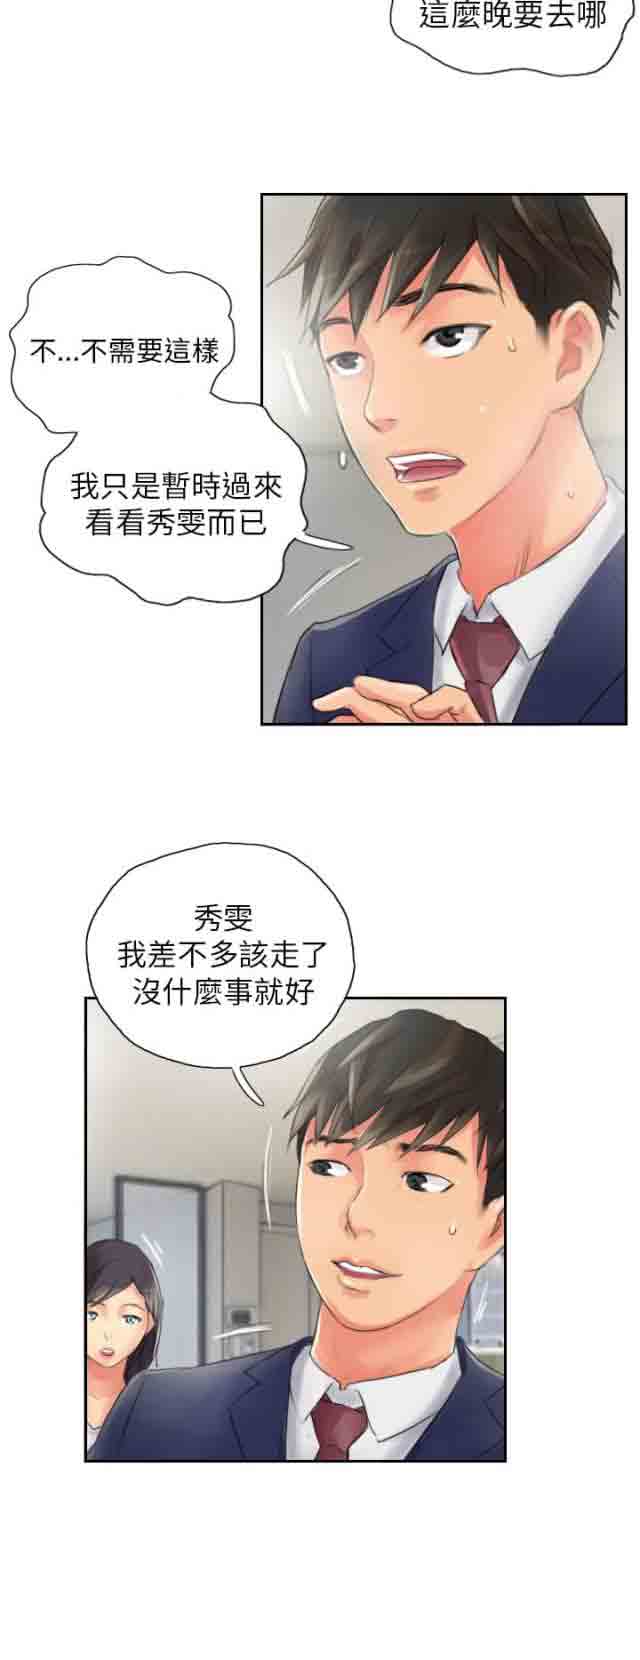 這麼晚要去哪
不...不需要這樣
我只是暫時過來
看看秀雯而已
秀雯
我差不多該走了
沒什麼事就好